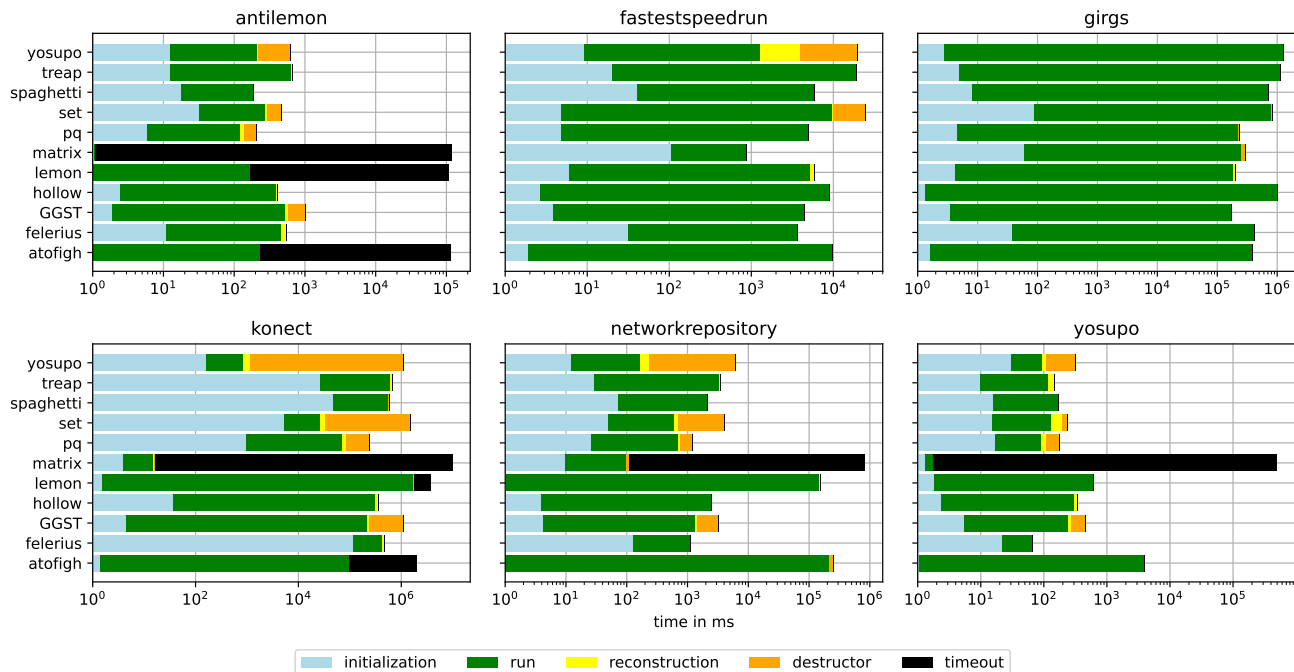 antilemon fastestspeedrun girgs
yosupo
treap
spaghetti
set
pq
matrix
lemon
hollow
GGST
felerius
atofigh
10⁰ 10¹ 10² 10³ 10⁴ 10⁵ 10⁰ 10¹ 10² 10³ 10⁴ 10⁰ 10¹ 10² 10³ 10⁴ 10⁵ 10⁶
konect networkrepository yosupo
yosupo
treap
spaghetti
set
pq
matrix
lemon
hollow
GGST
felerius
atofigh
10⁰ 10² 10⁴ 10⁶ 10⁰ 10¹ 10² 10³ 10⁴ 10⁵ 10⁶ 10⁰ 10¹ 10² 10³ 10⁴ 10⁵
time in ms
initialization run reconstruction destructor timeout